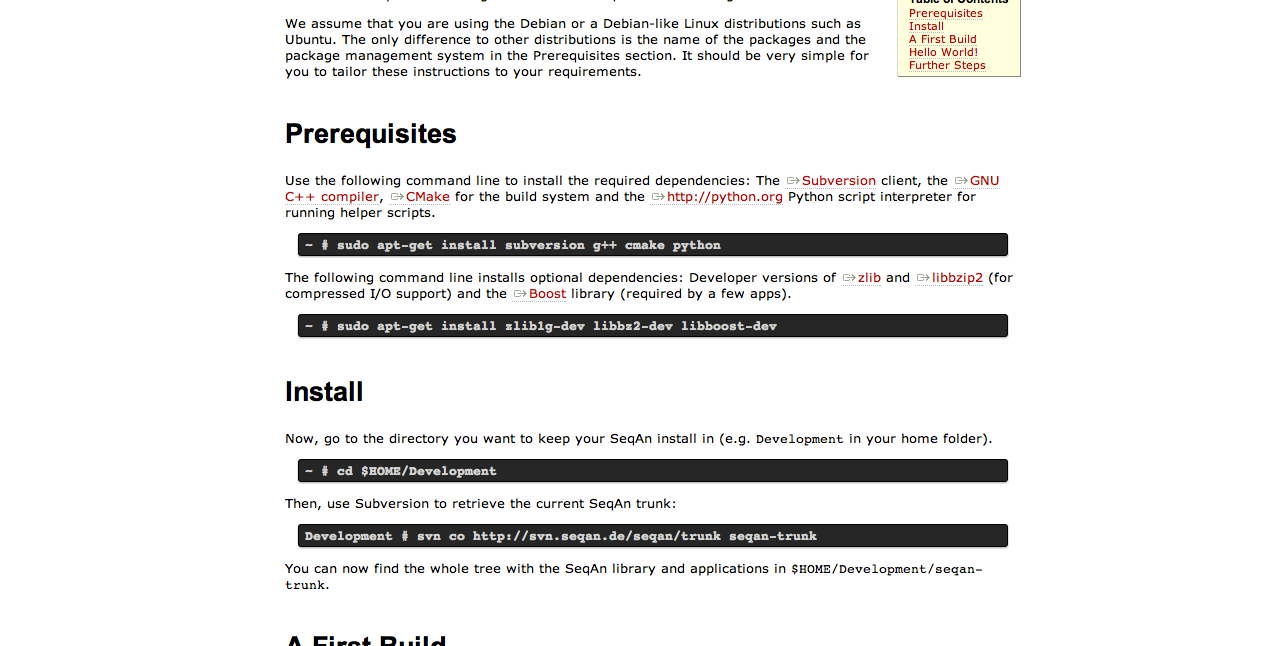 We assume that you are using the Debian or a Debian-like Linux distributions such as
Ubuntu. The only difference to other distributions is the name of the packages and the
package management system in the Prerequisites section. It should be very simple for
you to tailor these instructions to your requirements.
Table of Contents
Prerequisites
Install
A First Build
Hello World!
Further Steps
Prerequisites
Use the following command line to install the required dependencies: The Subversion client, the GNU
C++ compiler, CMake for the build system and the http://python.org Python script interpreter for
running helper scripts.
~ # sudo apt-get install subversion g++ cmake python
The following command line installs optional dependencies: Developer versions of zlib and libbzip2 (for
compressed I/O support) and the Boost library (required by a few apps).
~ # sudo apt-get install zlib1g-dev libbz2-dev libboost-dev
Install
Now, go to the directory you want to keep your SeqAn install in (e.g. Development in your home folder).
~ # cd $HOME/Development
Then, use Subversion to retrieve the current SeqAn trunk:
Development # svn co http://svn.seqan.de/seqan/trunk seqan-trunk
You can now find the whole tree with the SeqAn library and applications in $HOME/Development/seqan-
trunk.
A First Build